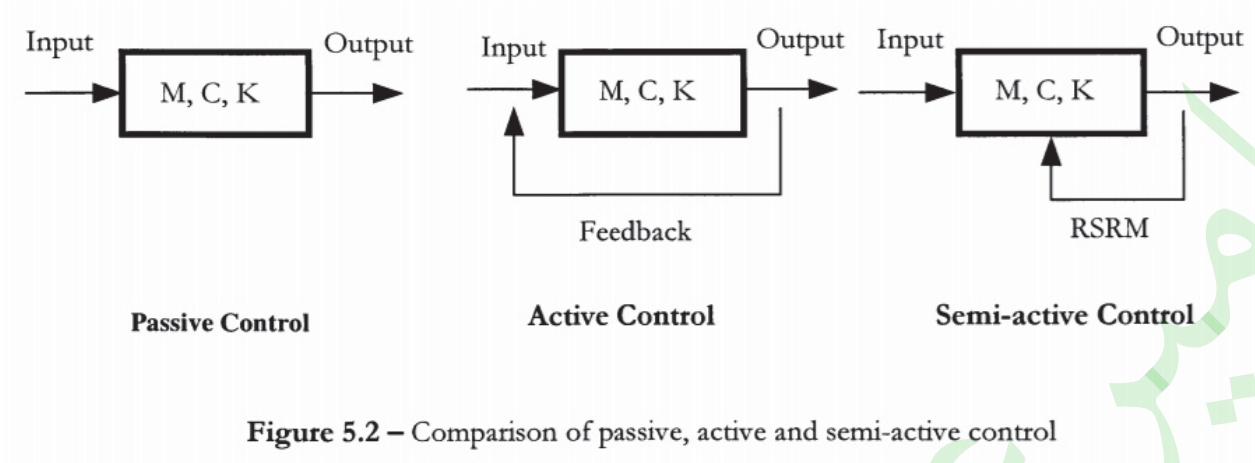 Input
Output
M, C, K
Input
Output
M, C, K
Feedback
Input
Output
M, C, K
RSRM
Passive Control
Active Control
Semi-active Control
Figure 5.2 – Comparison of passive, active and semi-active control